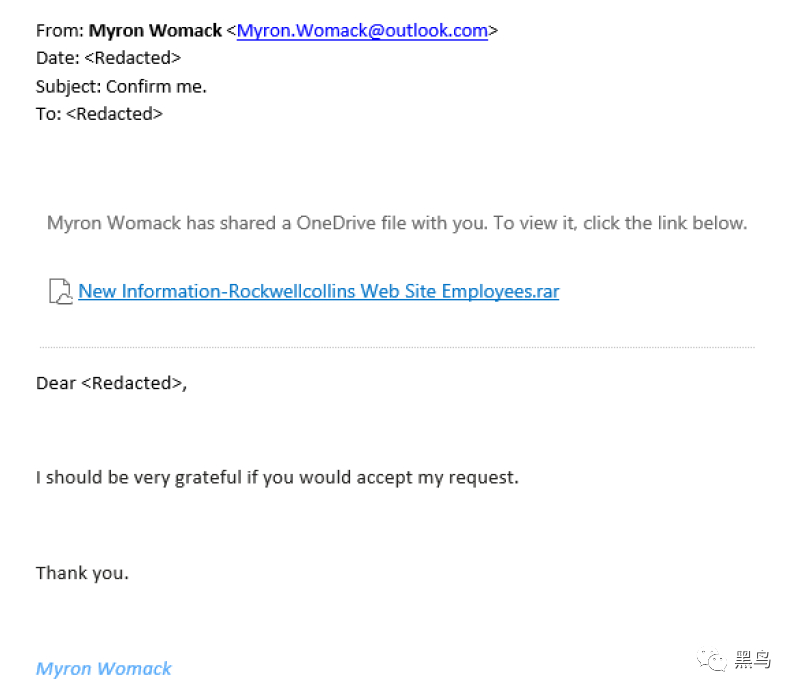 From: Myron Womack <Myron.Womack@outlook.com>
Date: <Redacted>
Subject: Confirm me.
To: <Redacted>
Myron Womack has shared a OneDrive file with you. To view it, click the link below.
New Information-Rockwellcollins Web Site Employees.rar
Dear <Redacted>,
I should be very grateful if you would accept my request.
Thank you.
Myron Womack
黑鸟